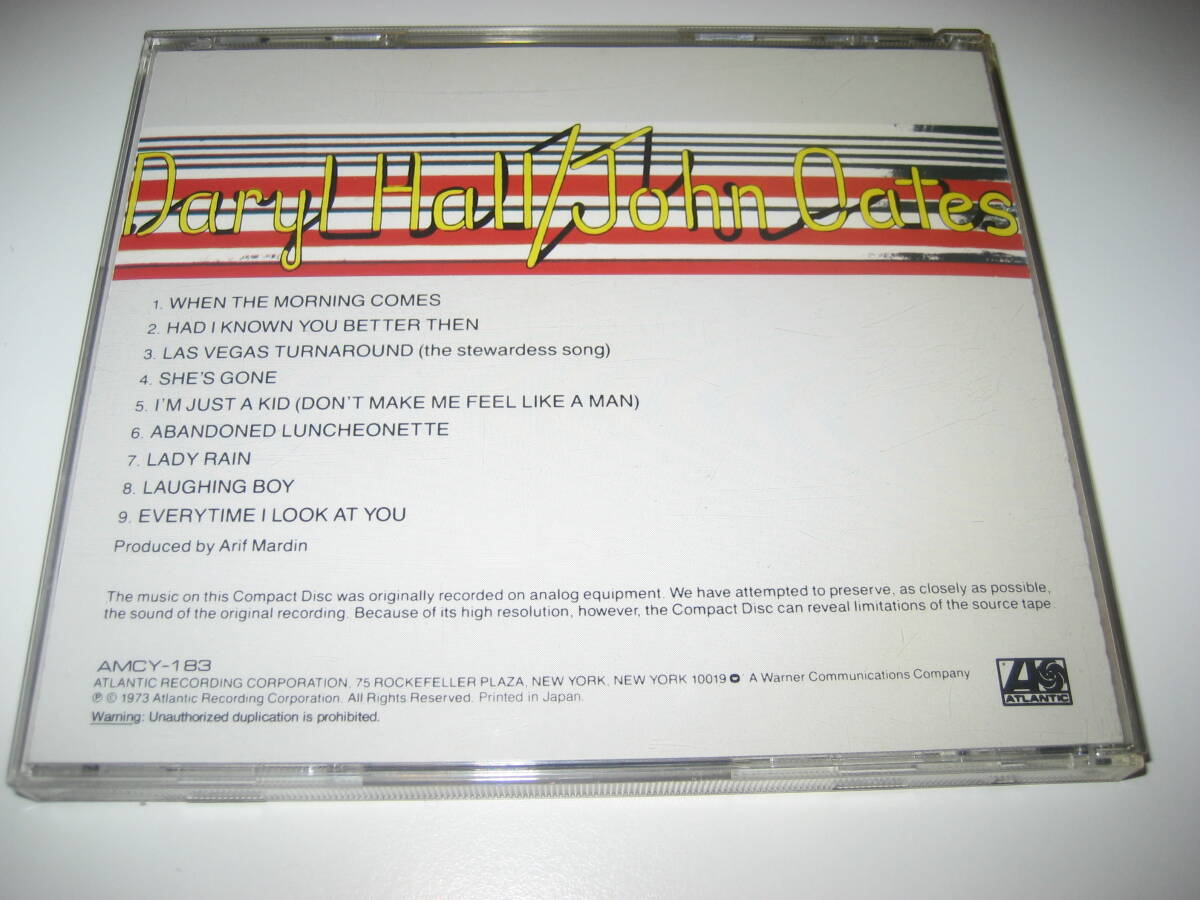 Daryl Hall/John Oates
1. WHEN THE MORNING COMES
2. HAD I KNOWN YOU BETTER THEN
3. LAS VEGAS TURNAROUND (the stewardess song)
4. SHE'S GONE
5. I'M JUST A KID (DON'T MAKE ME FEEL LIKE A MAN)
6. ABANDONED LUNCHEONETTE
7. LADY RAIN
8. LAUGHING BOY
9. EVERYTIME I LOOK AT YOU
Produced by Arif Mardin
The music on this Compact Disc was originally recorded on analog equipment. We have attempted to preserve, as closely as possible,
the sound of the original recording. Because of its high resolution, however, the Compact Disc can reveal limitations of the source tape.
AMCY-183
ATLANTIC RECORDING CORPORATION, 75 ROCKEFELLER PLAZA, NEW YORK, NEW YORK 10019 A Warner Communications Company
℗ © 1973 Atlantic Recording Corporation. All Rights Reserved. Printed in Japan.
Warning: Unauthorized duplication is prohibited.
ATLANTIC